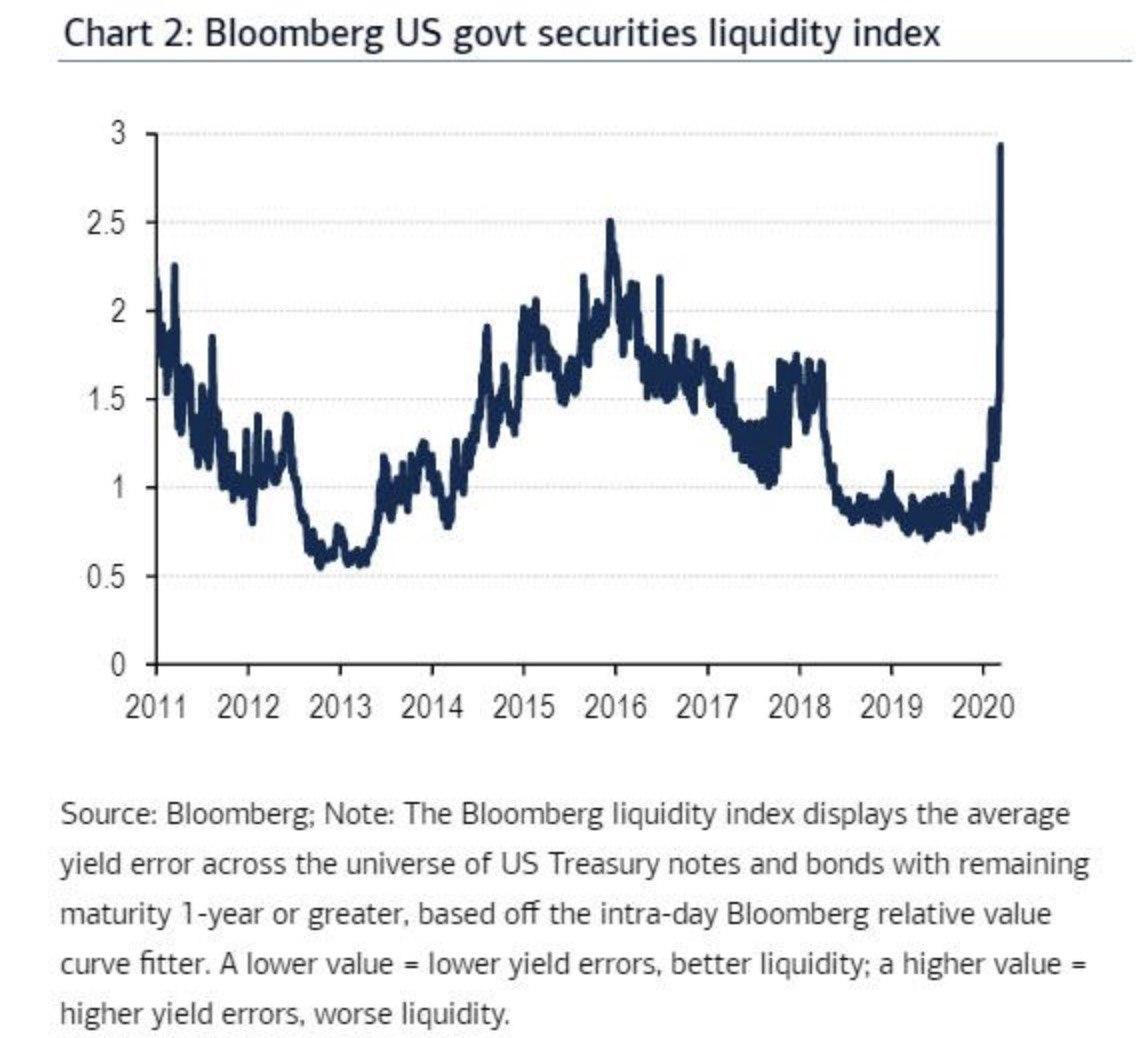 Chart 2: Bloomberg US govt securities liquidity index
3
2.5
2
1.5
1
0.5
0
2011 2012 2013 2014 2015 2016 2017 2018 2019 2020
Source: Bloomberg; Note: The Bloomberg liquidity index displays the average
yield error across the universe of US Treasury notes and bonds with remaining
maturity 1-year or greater, based off the intra-day Bloomberg relative value
curve fitter. A lower value = lower yield errors, better liquidity; a higher value =
higher yield errors, worse liquidity.